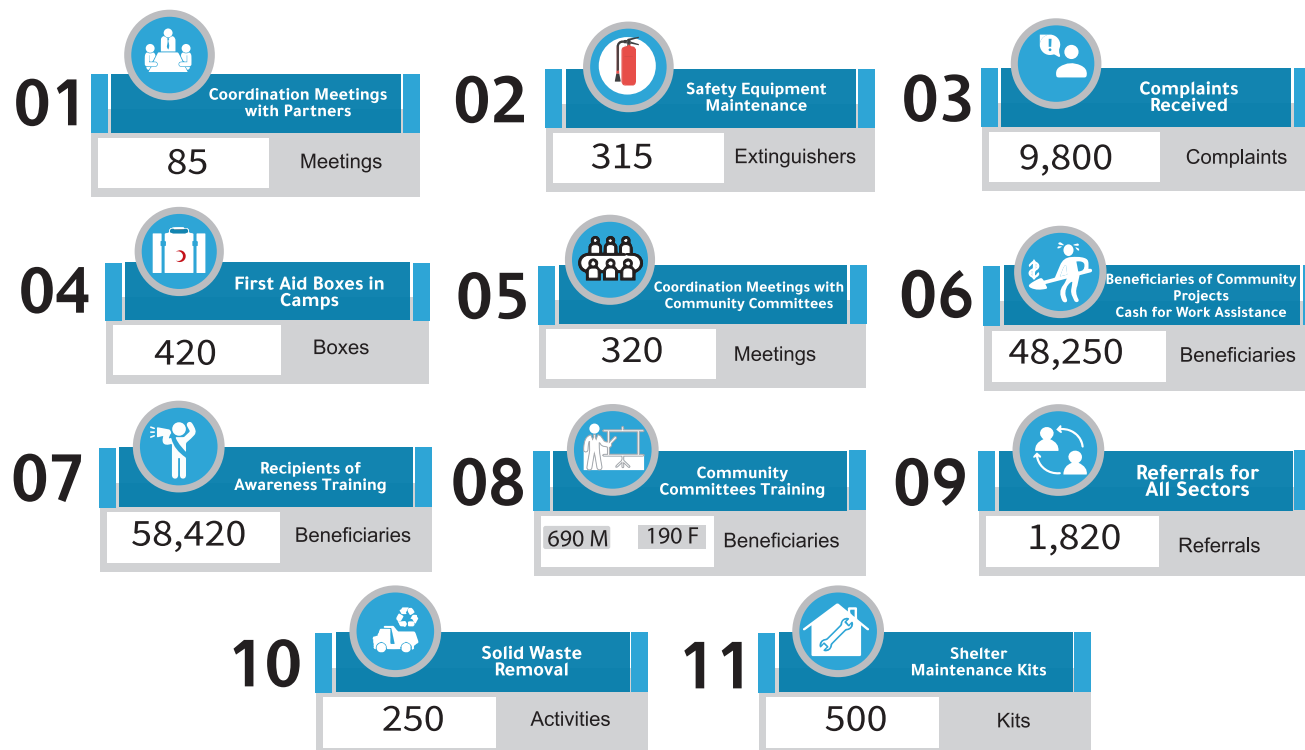 01
Coordination Meetings
with Partners
85
Meetings
02
Safety Equipment
Maintenance
315
Extinguishers
03
Complaints
Received
9,800
Complaints
04
First Aid Boxes in
Camps
420
Boxes
05
Coordination Meetings with
Community Committees
320
Meetings
06
Beneficiaries of Community
Projects
Cash for Work Assistance
48,250
Beneficiaries
07
Recipients of
Awareness Training
58,420
Beneficiaries
08
Community
Committees Training
690 M
190 F
Beneficiaries
09
Referrals for
All Sectors
1,820
Referrals
10
Solid Waste
Removal
250
Activities
11
Shelter
Maintenance Kits
500
Kits